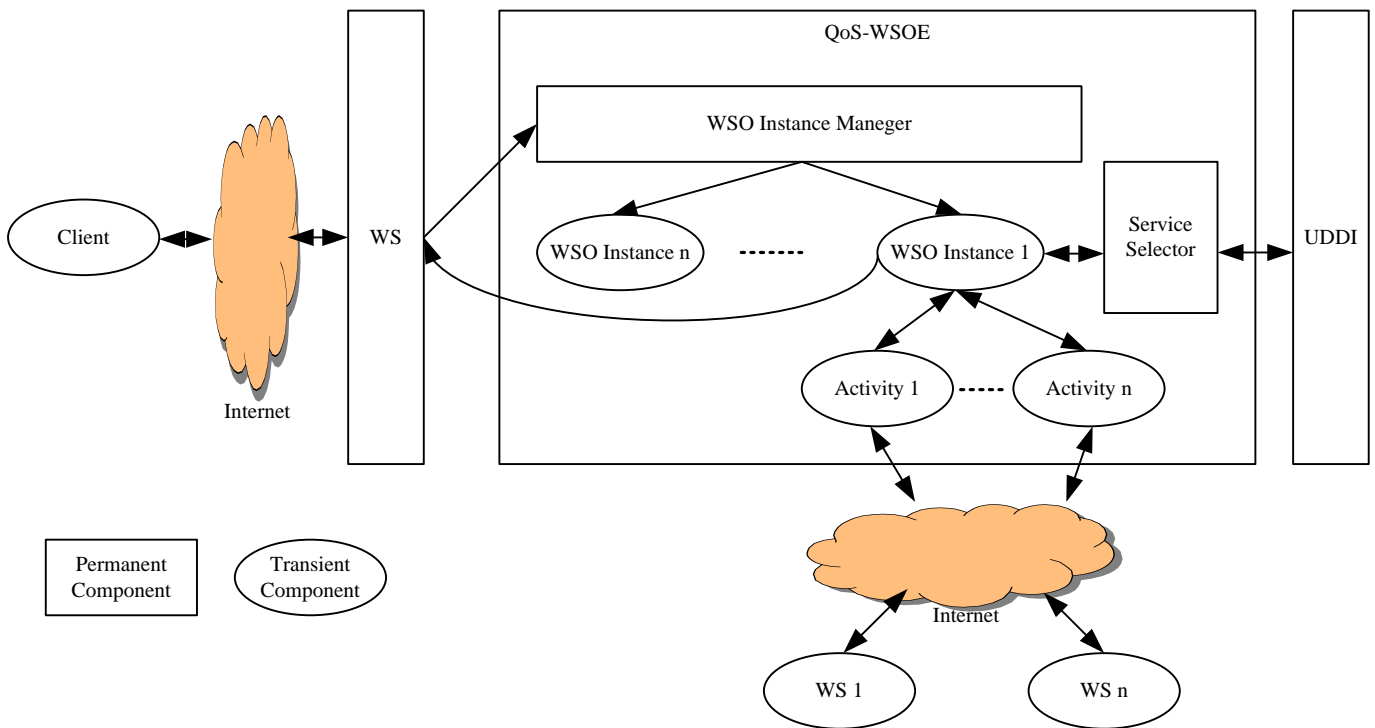 QoS-WSOE
WSO Instance Maneger
Client
WS
WSO Instance n
WSO Instance 1
Service
Selector
UDDI
Activity 1
Activity n
Internet
Permanent
Component
Transient
Component
Internet
WS 1
WS n